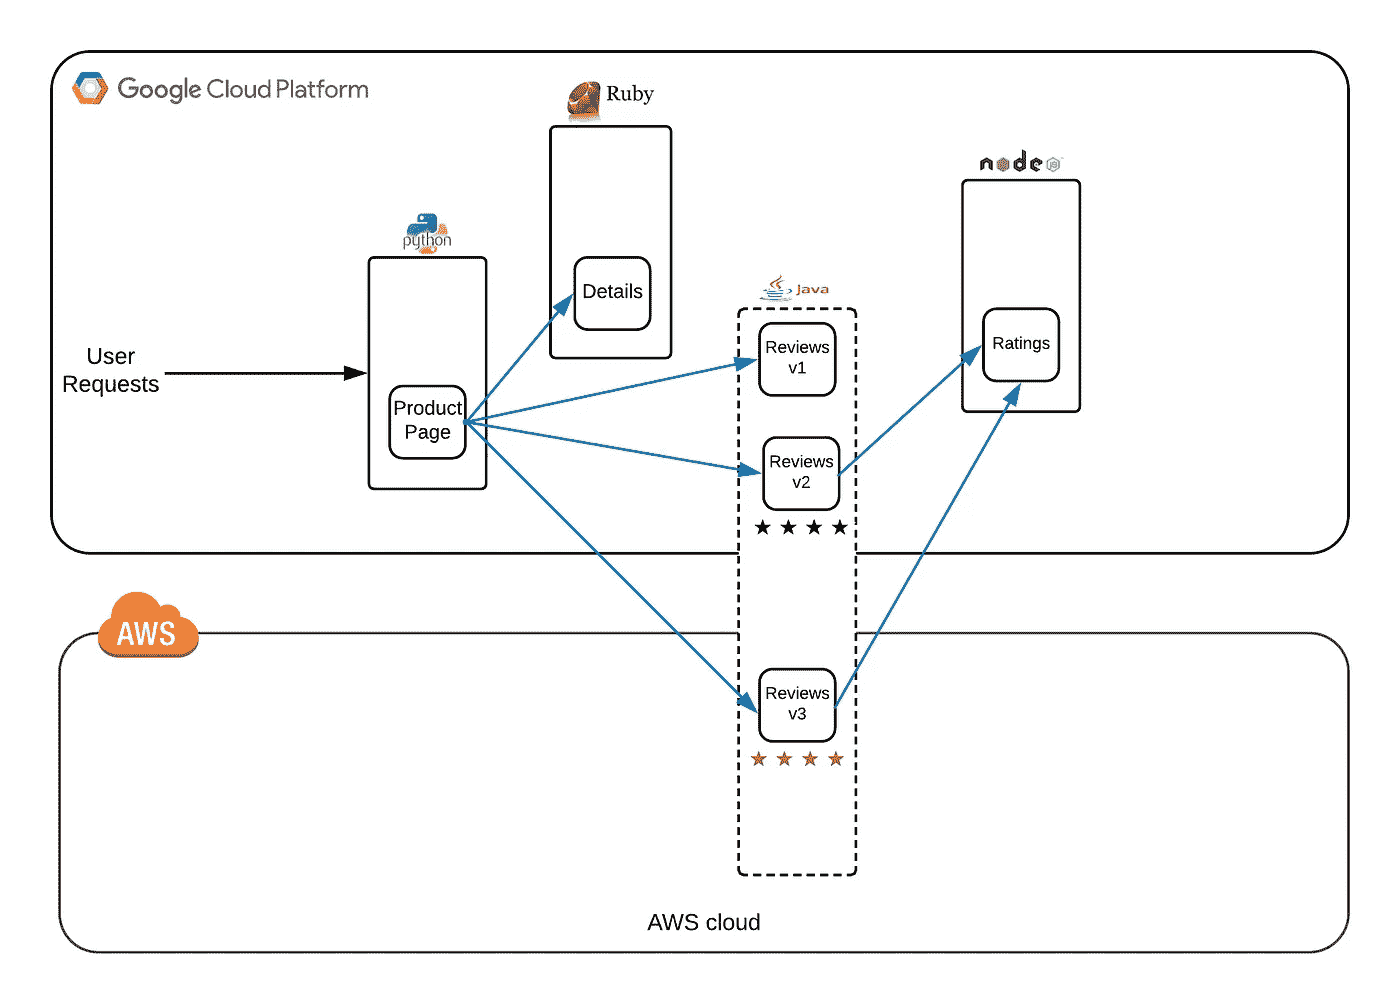 Google Cloud Platform
Ruby
node
JS
python
Details
Java
Reviews
v1
Ratings
User
Requests
Product
Page
Reviews
v2
AWS
Reviews
v3
AWS cloud